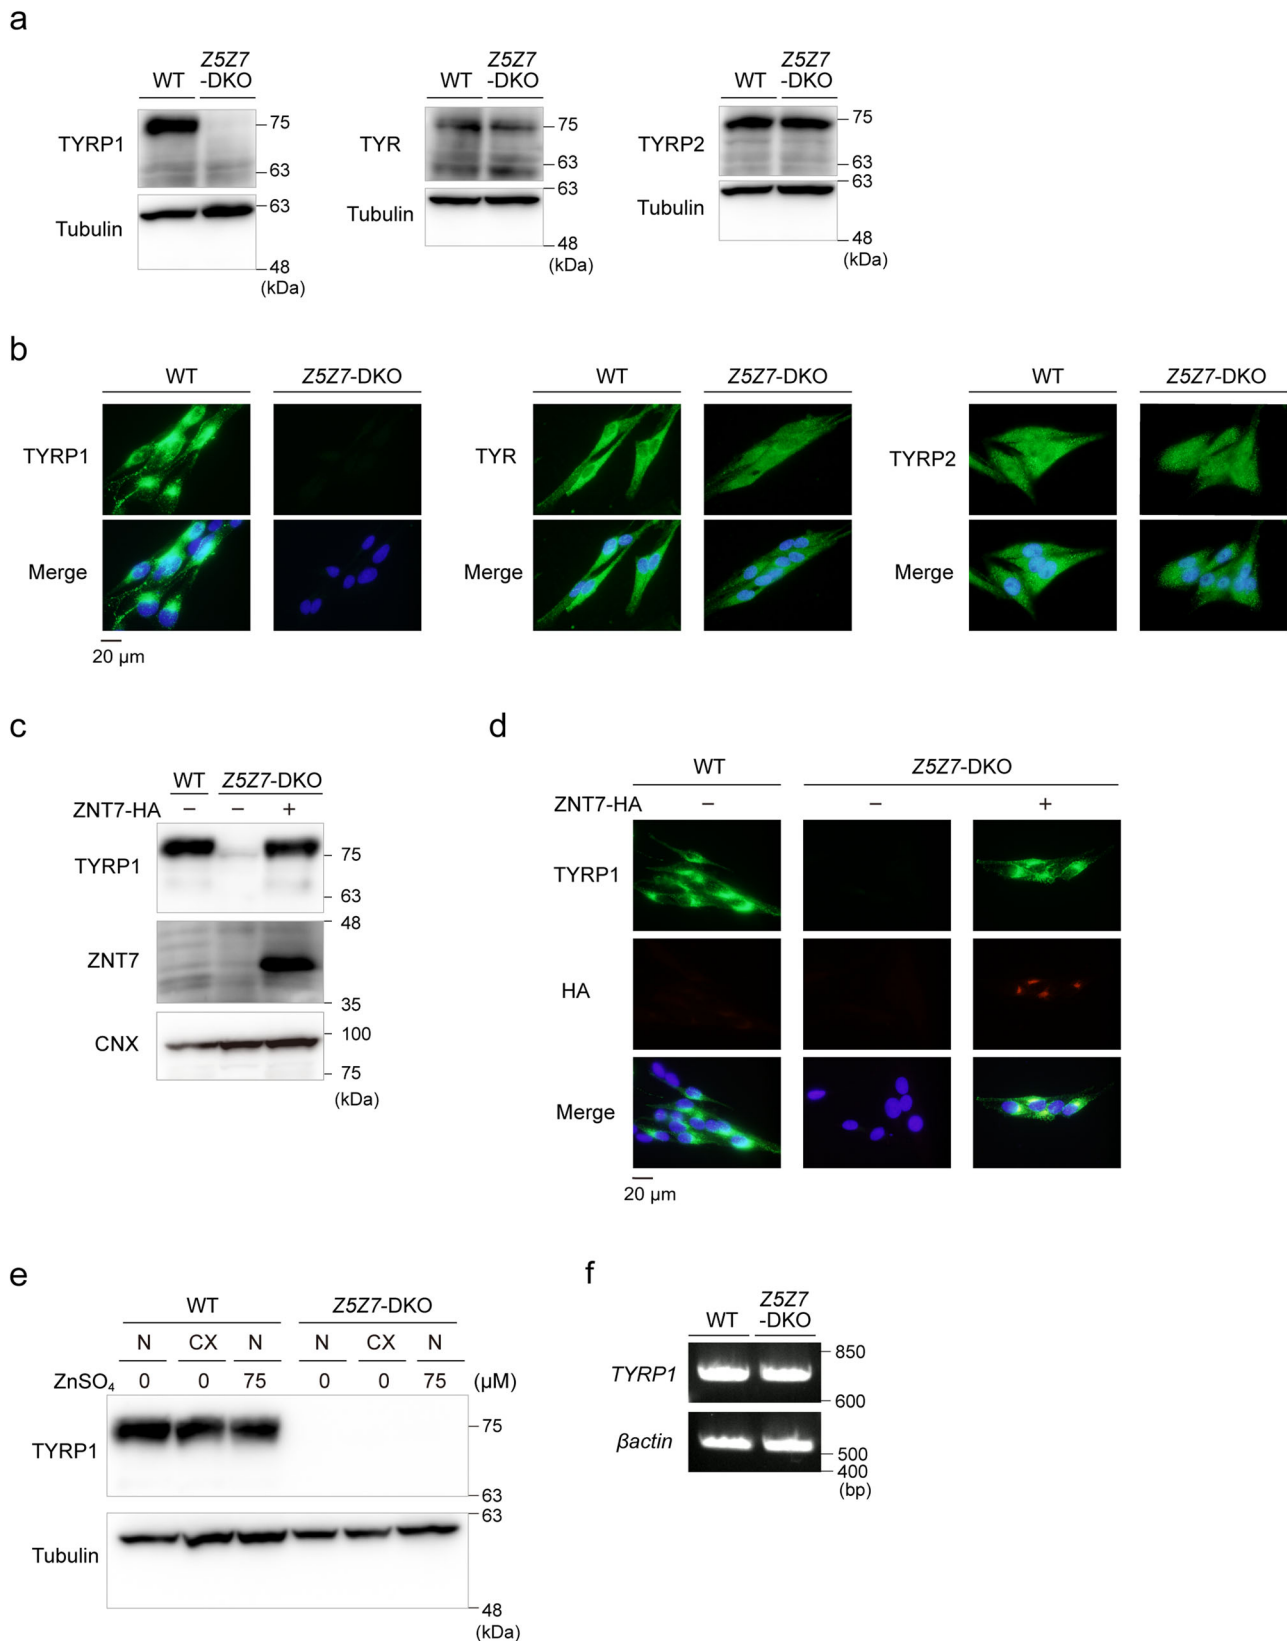 a
WT Z5Z7 -DKO WT Z5Z7 -DKO WT Z5Z7 -DKO
TYRP1 75 63 TYR 75 63 TYRP2 75 63
Tubulin 63 48 Tubulin 63 48 Tubulin 63 48
(kDa) (kDa) (kDa)
b
WT Z5Z7-DKO WT Z5Z7-DKO WT Z5Z7-DKO
TYRP1 TYR TYRP2
Merge Merge Merge
20 µm
c
WT Z5Z7-DKO
ZNT7-HA – – +
TYRP1 75
63
ZNT7 48
35
CNX 100
75
(kDa)
d
WT Z5Z7-DKO
ZNT7-HA – – +
TYRP1
HA
Merge
20 µm
e
WT Z5Z7-DKO
N CX N N CX N
ZnSO4 0 0 75 0 0 75 (µM)
TYRP1 75
63
Tubulin 63
48
(kDa)
f
WT Z5Z7 -DKO
TYRP1 850
600
βactin 500
400
(bp)